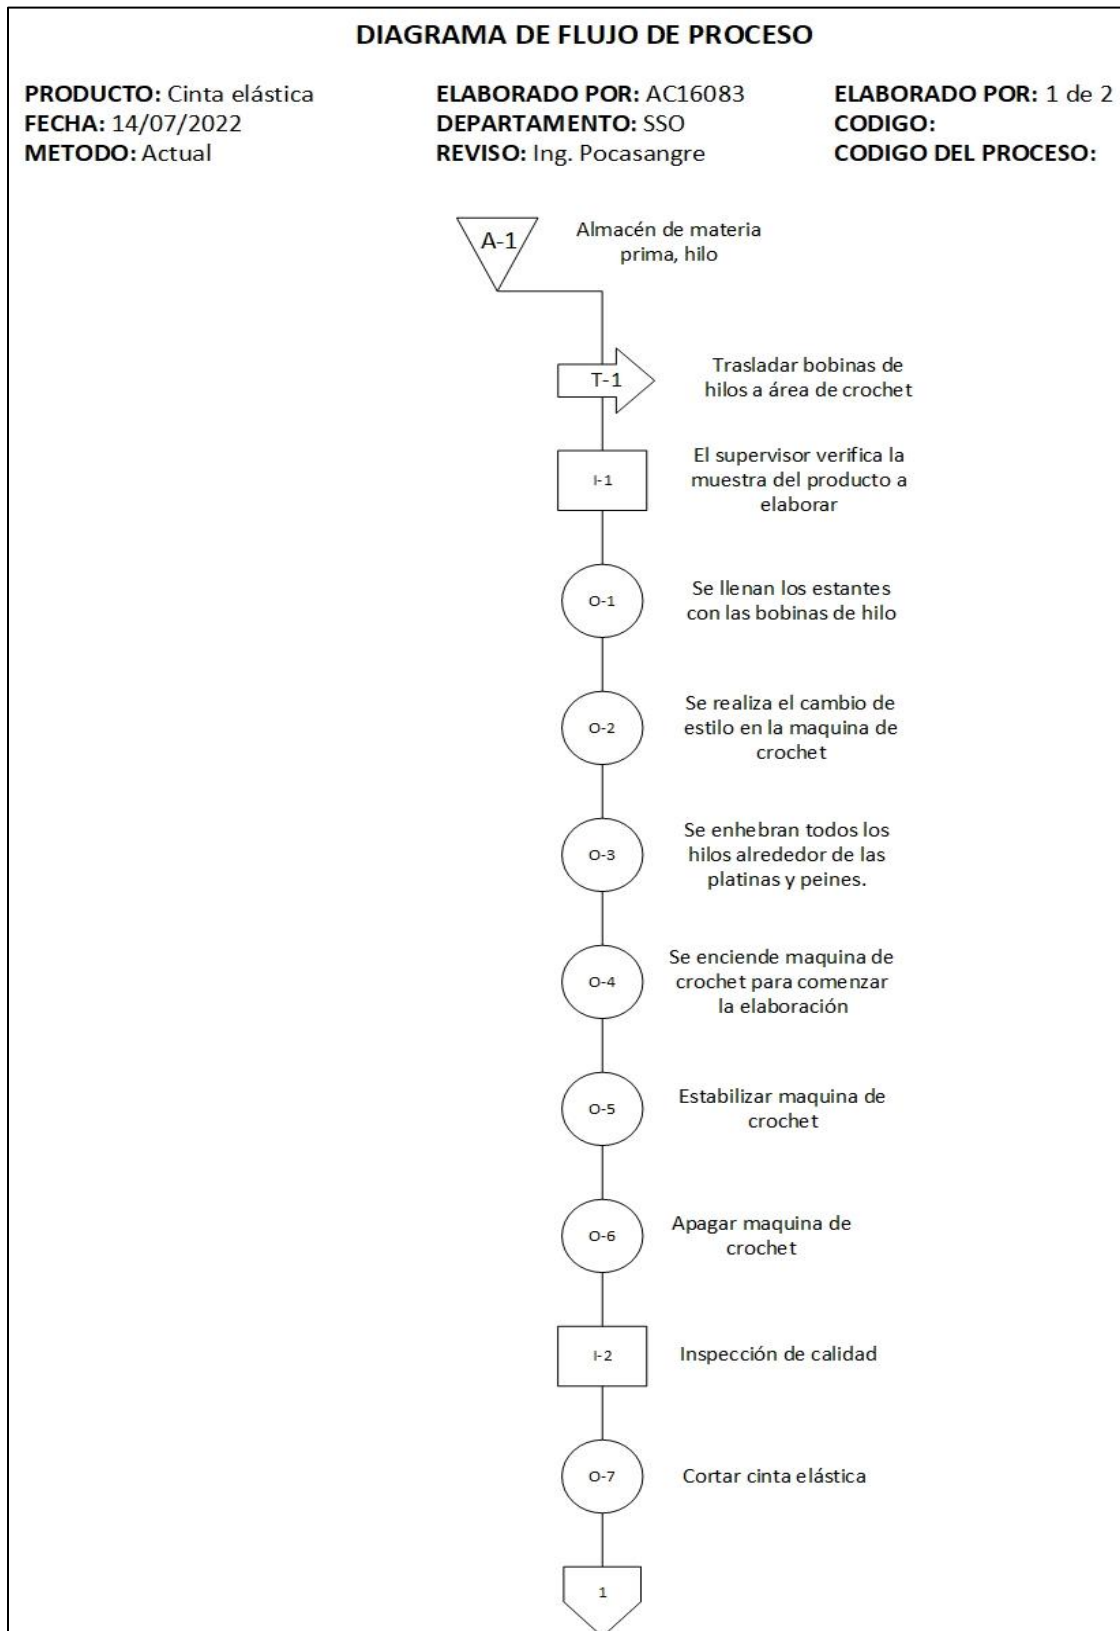 DIAGRAMA DE FLUJO DE PROCESO
PRODUCTO: Cinta elástica
ELABORADO POR: AC16083
ELABORADO POR: 1 de 2
FECHA: 14/07/2022
DEPARTAMENTO: SSO
CODIGO:
METODO: Actual
REVISO: Ing. Pocasangre
CODIGO DEL PROCESO:
A-1
Almacén de materia
prima, hilo
T-1
Trasladar bobinas de
hilos a área de crochet
I-1
El supervisor verifica la
muestra del producto a
elaborar
O-1
Se llenan los estantes
con las bobinas de hilo
O-2
Se realiza el cambio de
estilo en la maquina de
crochet
O-3
Se enhebran todos los
hilos alrededor de las
platinas y peines.
O-4
Se enciende maquina de
crochet para comenzar
la elaboración
O-5
Estabilizar maquina de
crochet
O-6
Apagar maquina de
crochet
I-2
Inspección de calidad
O-7
Cortar cinta elástica
1